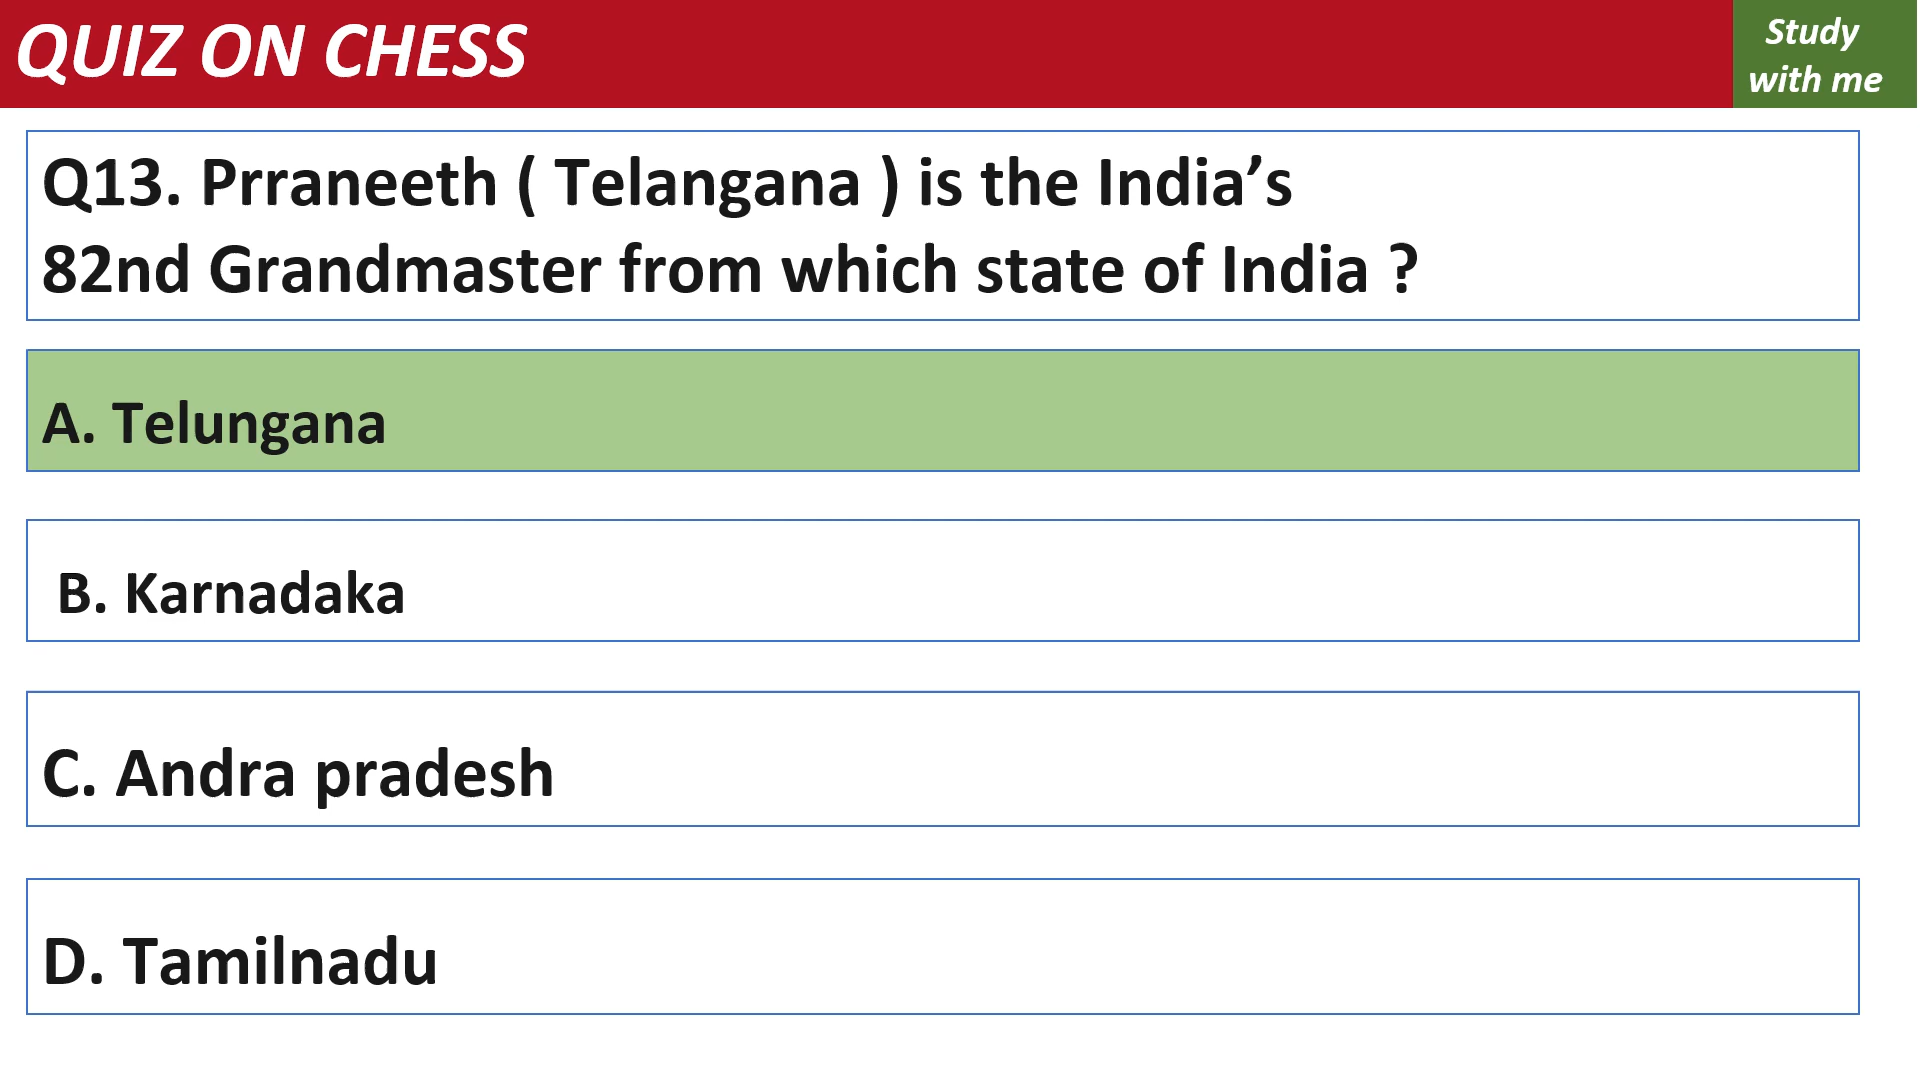 QUIZ ON CHESS
Study
with me
Q13. Prraneeth ( Telangana ) is the India’s
82nd Grandmaster from which state of India ?
A. Telungana
B. Karnadaka
C. Andra pradesh
D. Tamilnadu